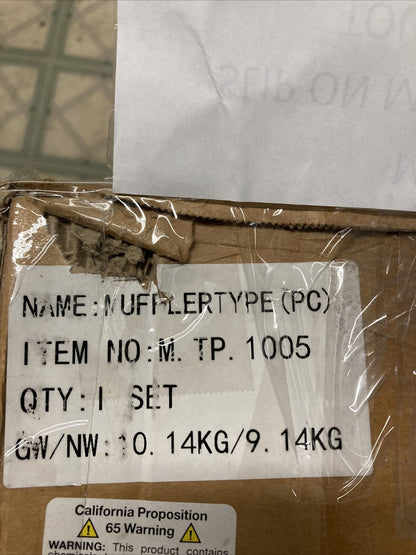 NAME:MUFFLERTYPE(PC)
ITEM NO:M. TP. 1005
QTY:1 SET
GW/NW:10.14KG/9.14KG
California Proposition
65 Warning
WARNING: This product contains